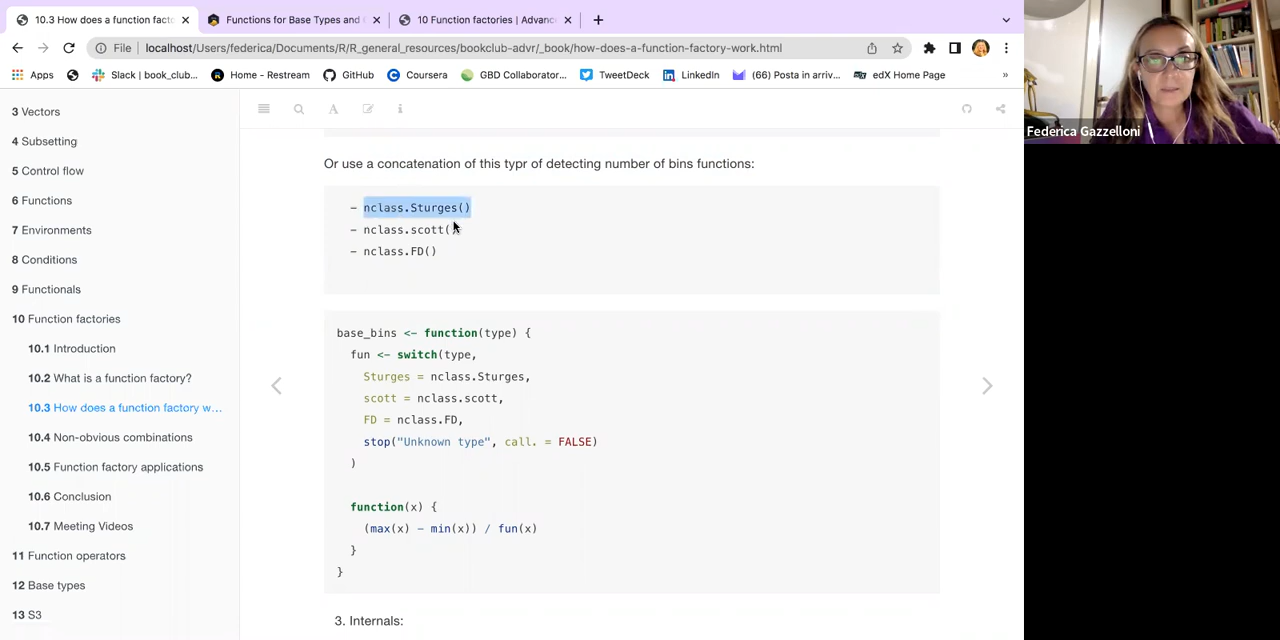 10.3 How does a function facto
Functions for Base Types and
10 Function factories | Advanc
File
localhost/Users/federica/Documents/R/R_general_resources/bookclub-advr/_book/how-does-a-function-factory-work.html
Apps
Slack | book_club...
Home - Restream
GitHub
Coursera
GBD Collaborator...
TweetDeck
LinkedIn
(66) Posta in arriv...
edX Home Page
»
3 Vectors
4 Subsetting
5 Control flow
6 Functions
7 Environments
8 Conditions
9 Functionals
10 Function factories
10.1 Introduction
10.2 What is a function factory?
10.3 How does a function factory w...
10.4 Non-obvious combinations
10.5 Function factory applications
10.6 Conclusion
10.7 Meeting Videos
11 Function operators
12 Base types
13 S3
Or use a concatenation of this typr of detecting number of bins functions:
- nclass.Sturges()
- nclass.scott()
- nclass.FD()
base_bins <- function(type) {
fun <- switch(type,
Sturges = nclass.Sturges,
scott = nclass.scott,
FD = nclass.FD,
stop("Unknown type", call. = FALSE)
)
function(x) {
(max(x) - min(x)) / fun(x)
}
}
3. Internals:
Federica Gazzelloni